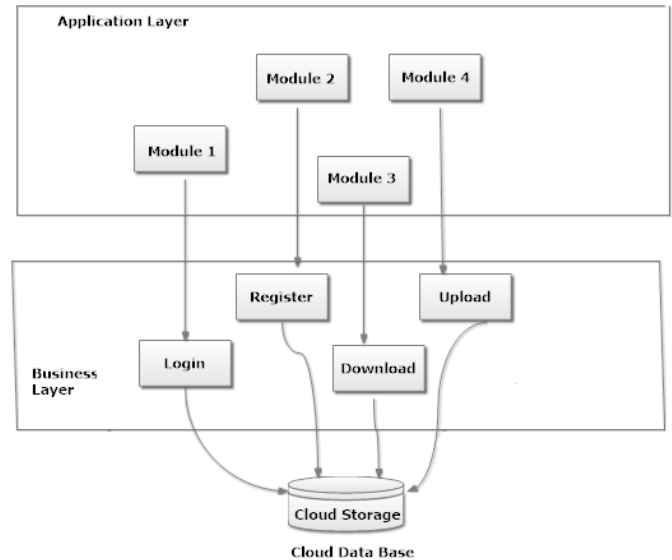 Application Layer
Module 2
Module 4
Module 1
Module 3
Register
Upload
Login
Download
Business
Layer
Cloud Storage
Cloud Data Base